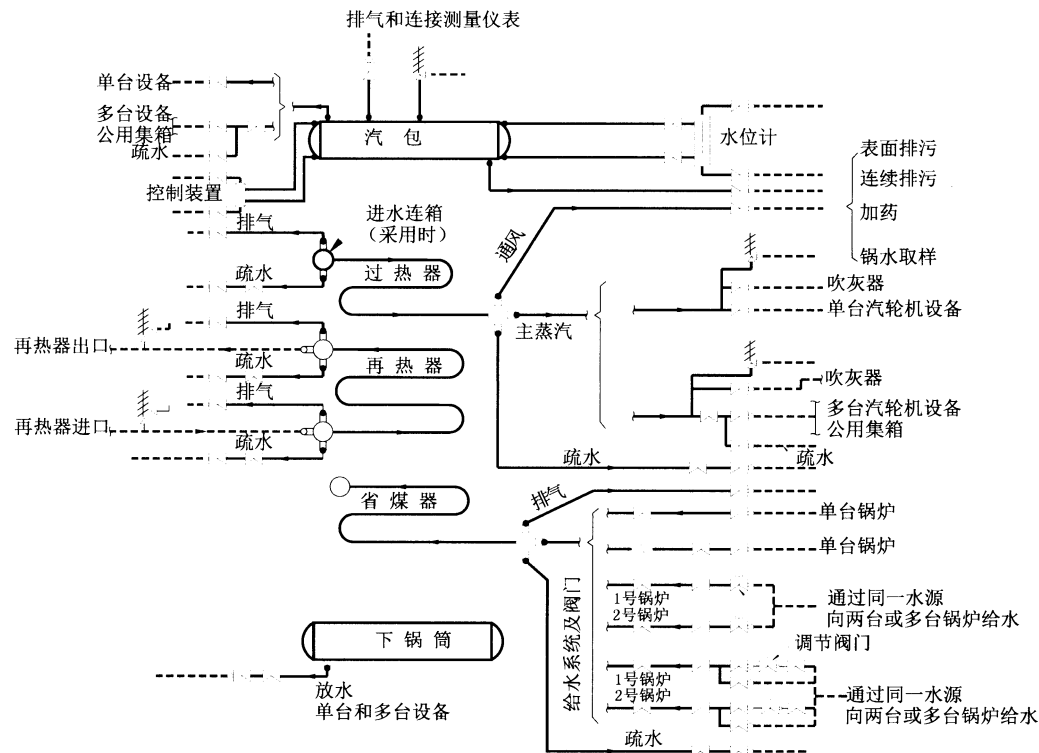 排气和连接测量仪表
单台设备
多台设备
公用集箱
疏水
汽 包
水位计
表面排污
连续排污
加药
锅水取样
控制装置
排气
进水连箱
（采用时）
通风
疏水
过 热 器
吹灰器
单台汽轮机设备
主蒸汽
排气
再热器出口
疏水
再 热 器
吹灰器
排气
多台汽轮机设备
公用集箱
再热器进口
疏水
疏水
疏水
排气
省 煤 器
单台锅炉
单台锅炉
给水系统及阀门
1号锅炉
2号锅炉
通过同一水源
向两台或多台锅炉给水
下 锅 筒
调节阀门
1号锅炉
2号锅炉
通过同一水源
向两台或多台锅炉给水
放水
单台和多台设备
疏水